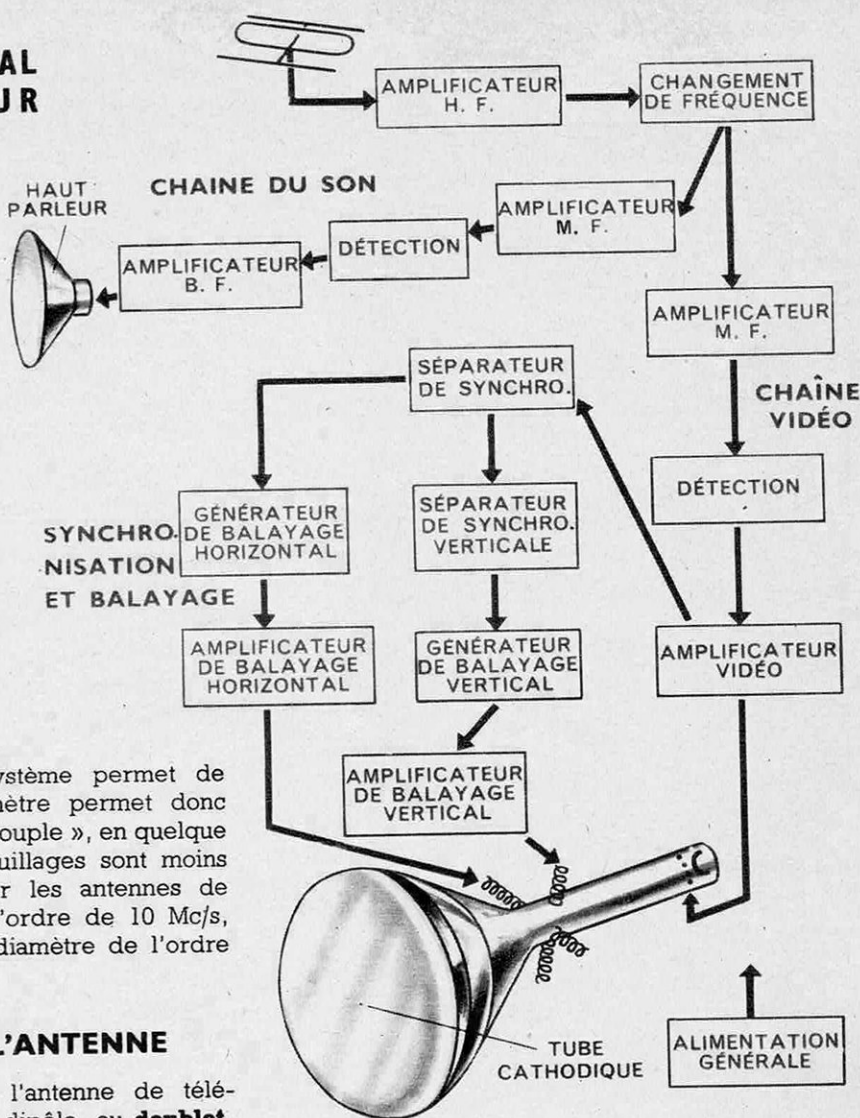 AL
UR
AMPLIFICATEUR
H. F.
CHANGEMENT
DE FRÉQUENCE
HAUT
PARLEUR
CHAINE DU SON
AMPLIFICATEUR
M. F.
DÉTECTION
AMPLIFICATEUR
B. F.
AMPLIFICATEUR
M. F.
SÉPARATEUR
DE SYNCHRO.
CHAÎNE
VIDÉO
DÉTECTION
GÉNÉRATEUR
DE BALAYAGE
HORIZONTAL
SÉPARATEUR
DE SYNCHRO.
VERTICALE
SYNCHRO-
NISATION
ET BALAYAGE
AMPLIFICATEUR
DE BALAYAGE
HORIZONTAL
GÉNÉRATEUR
DE BALAYAGE
VERTICAL
AMPLIFICATEUR
VIDÉO
AMPLIFICATEUR
DE BALAYAGE
VERTICAL
ystème permet de
nètre permet donc
ouple », en quelque
uillages sont moins
r les antennes de
'ordre de 10 Mc/s,
diamètre de l'ordre
L'ANTENNE
l'antenne de télé-
dipôle, ou doublet
TUBE
CATHODIQUE
ALIMENTATION
GÉNÉRALE